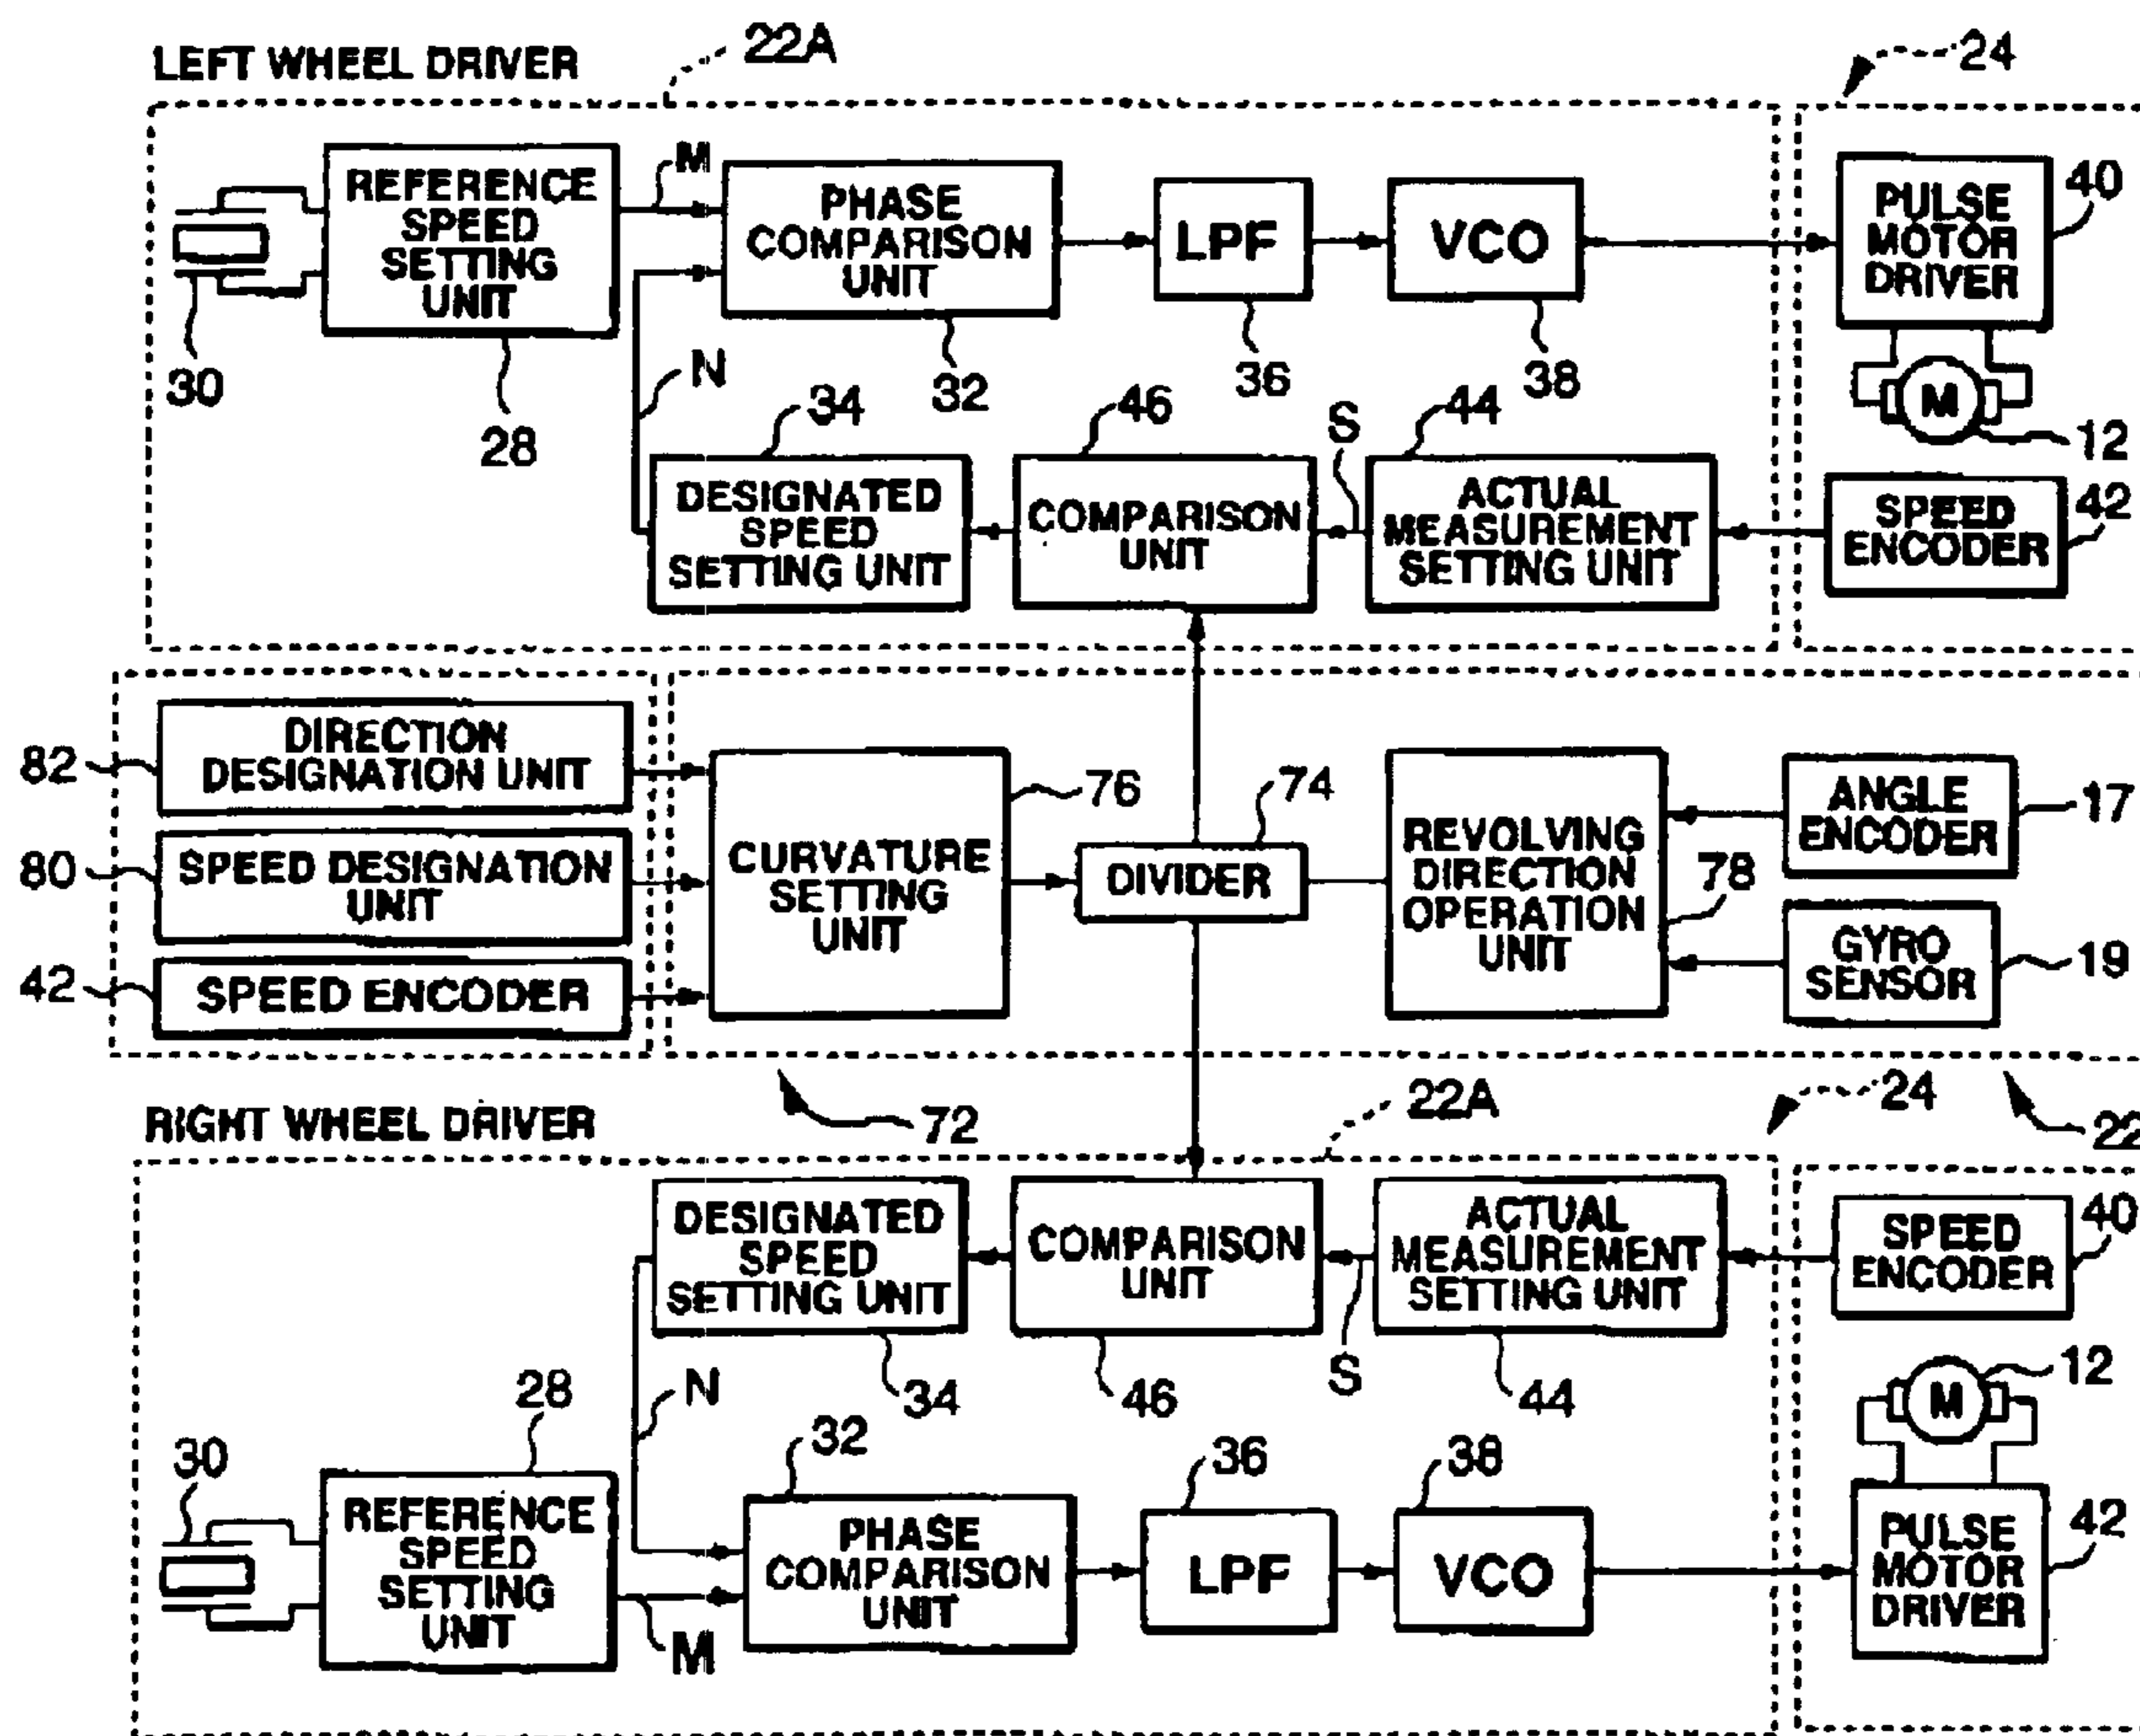 LEFT WHEEL DRIVER
22A
24
REFERENCE
SPEED
SETTING
UNIT
M
PHASE
COMPARISON
UNIT
LPF
VCO
PULSE
MOTOR
DRIVER
40
30
28
N
32
36
38
M
12
34
46
S
44
DESIGNATED
SPEED
SETTING UNIT
COMPARISON
UNIT
ACTUAL
MEASUREMENT
SETTING UNIT
SPEED
ENCODER
42
82
DIRECTION
DESIGNATION UNIT
80
SPEED DESIGNATION
UNIT
42
SPEED ENCODER
CURVATURE
SETTING
UNIT
76
74
DIVIDER
REVOLVING
DIRECTION
OPERATION
UNIT
78
ANGLE
ENCODER
17
GYRO
SENSOR
19
RIGHT WHEEL DRIVER
72
22A
24
22
DESIGNATED
SPEED
SETTING UNIT
COMPARISON
UNIT
ACTUAL
MEASUREMENT
SETTING UNIT
SPEED
ENCODER
40
N
34
46
S
44
M
12
30
28
32
36
38
REFERENCE
SPEED
SETTING
UNIT
M
PHASE
COMPARISON
UNIT
LPF
VCO
PULSE
MOTOR
DRIVER
42